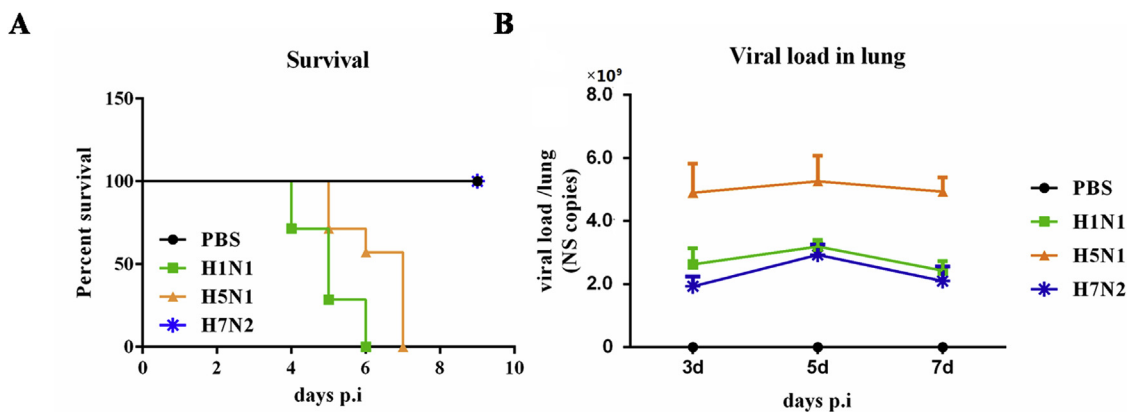 A
Survival
150
100
50
0
Percent survival
PBS
H1N1
H5N1
H7N2
0 2 4 6 8 10
days p.i
B
Viral load in lung
×10⁹
8.0
6.0
4.0
2.0
0
viral load /lung
(NS copies)
3d 5d 7d
days p.i
PBS
H1N1
H5N1
H7N2